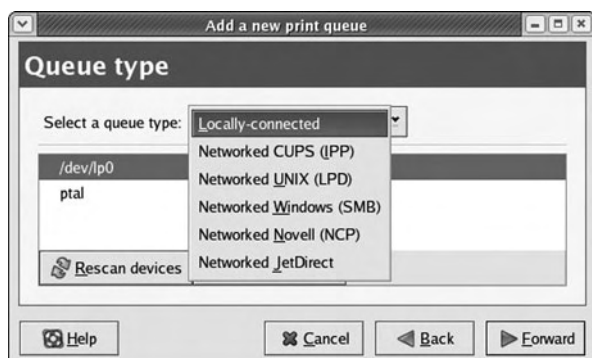 Add a new print queue
Queue type
Select a queue type:
Locally-connected
Networked CUPS (IPP)
Networked UNIX (LPD)
Networked Windows (SMB)
Networked Novell (NCP)
Networked JetDirect
/dev/lp0
ptal
Rescan devices
Help
Cancel
Back
Forward